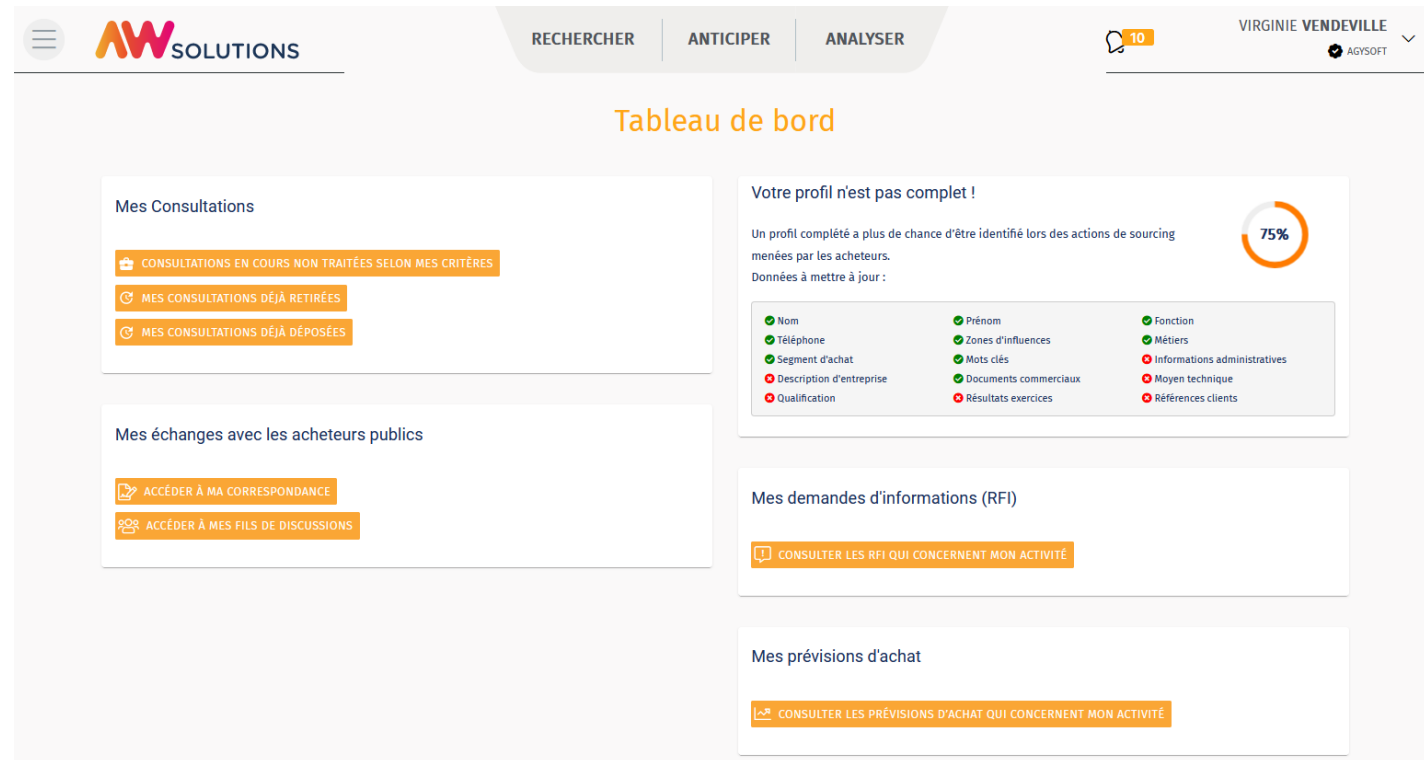 AW SOLUTIONS
RECHERCHER
ANTICIPER
ANALYSER
10
VIRGINIE VENDEVILLE
AGYSOFT
Tableau de bord
Mes Consultations
CONSULTATIONS EN COURS NON TRAITÉES SELON MES CRITÈRES
MES CONSULTATIONS DÉJÀ RETIRÉES
MES CONSULTATIONS DÉJÀ DÉPOSÉES
Mes échanges avec les acheteurs publics
ACCÉDER À MA CORRESPONDANCE
ACCÉDER À MES FILS DE DISCUSSIONS
Votre profil n'est pas complet !
Un profil complété a plus de chance d'être identifié lors des actions de sourcing
menées par les acheteurs.
Données à mettre à jour :
75%
Nom
Prénom
Fonction
Téléphone
Zones d'influences
Métiers
Segment d'achat
Mots clés
Informations administratives
Description d'entreprise
Documents commerciaux
Moyen technique
Qualification
Résultats exercices
Références clients
Mes demandes d'informations (RFI)
CONSULTER LES RFI QUI CONCERNENT MON ACTIVITÉ
Mes prévisions d'achat
CONSULTER LES PRÉVISIONS D'ACHAT QUI CONCERNENT MON ACTIVITÉ